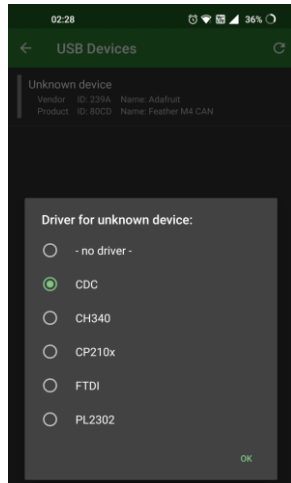 02:28
36%
USB Devices
Unknown device
Vendor ID: 239A Name: Adafruit
Product ID: 80CD Name: Feather M4 CAN
Driver for unknown device:
- no driver -
CDC
CH340
CP210x
FTDI
PL2302
OK